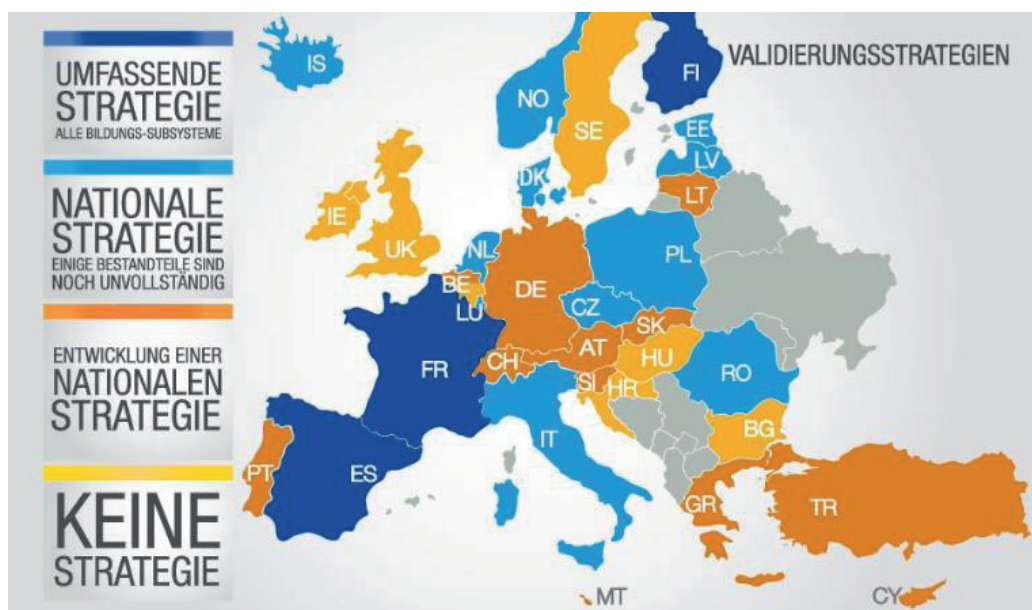 UMFASSENDE
STRATEGIE
ALLE BILDUNGS-SUBSYSTEME
NATIONALE
STRATEGIE
EINIGE BESTANDTEILE SIND
NOCH UNVOLLSTÄNDIG
ENTWICKLUNG EINER
NATIONALEN
STRATEGIE
KEINE
STRATEGIE
VALIDIERUNGSSTRATEGIEN
IS
FI
NO
SE
EE
LV
DK
LT
IE
UK
NL
PL
BE
DE
LU
CZ
SK
FR
CH
AT
HU
SI
HR
RO
IT
BG
PT
ES
GR
TR
MT
CY